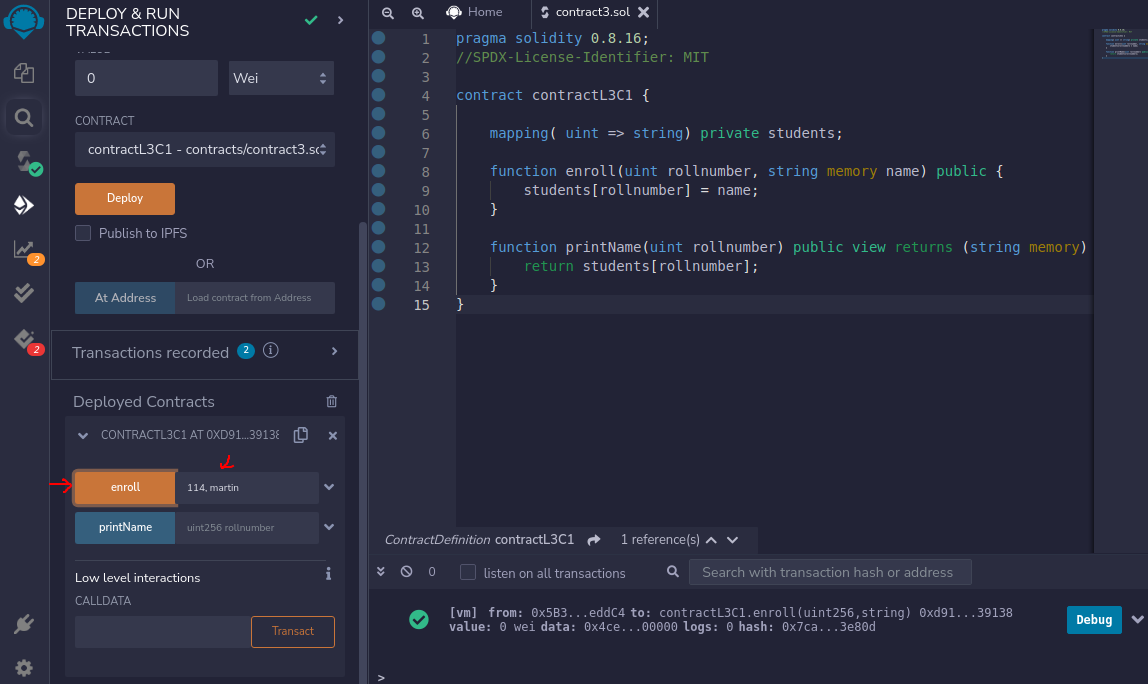 DEPLOY & RUN
TRANSACTIONS
0
Wei
CONTRACT
contractL3C1 - contracts/contract3.sc
Deploy
Publish to IPFS
OR
At Address
Load contract from Address
Transactions recorded 2 i
Deployed Contracts
CONTRACTL3C1 AT 0XD91...39138
enroll
114, martin
printName
uint256 rollnumber
Low level interactions
i
CALLDATA
Transact
2
2
Home
contract3.sol
1 pragma solidity 0.8.16;
2 //SPDX-License-Identifier: MIT
3
4 contract contractL3C1 {
5
6 mapping( uint => string) private students;
7
8 function enroll(uint rollnumber, string memory name) public {
9 students[rollnumber] = name;
10 }
11
12 function printName(uint rollnumber) public view returns (string memory)
13 return students[rollnumber];
14 }
15 }
ContractDefinition contractL3C1
1 reference(s)
0
listen on all transactions
Search with transaction hash or address
[vm] from: 0x5B3...eddC4 to: contractL3C1.enroll(uint256,string) 0xd91...39138
value: 0 wei data: 0x4ce...00000 logs: 0 hash: 0x7ca...3e80d
Debug
>